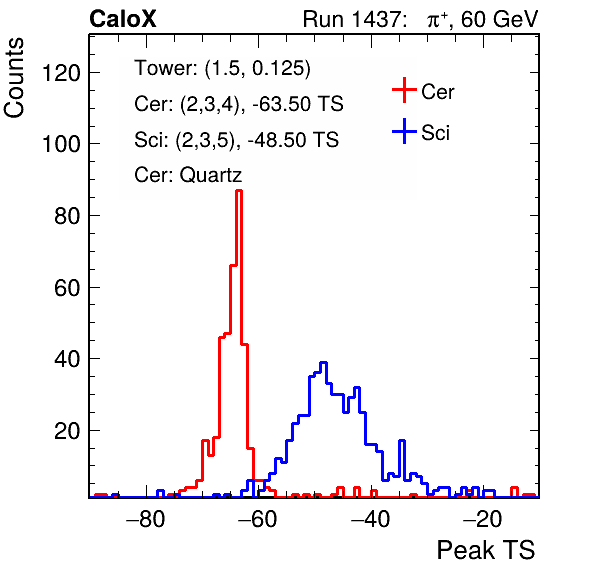 CaloX Run 1437: π⁺, 60 GeV
Counts
Tower: (1.5, 0.125)
Cer: (2,3,4), -63.50 TS
Sci: (2,3,5), -48.50 TS
Cer: Quartz
Cer
Sci
120
100
80
60
40
20
−80 −60 −40 −20
Peak TS